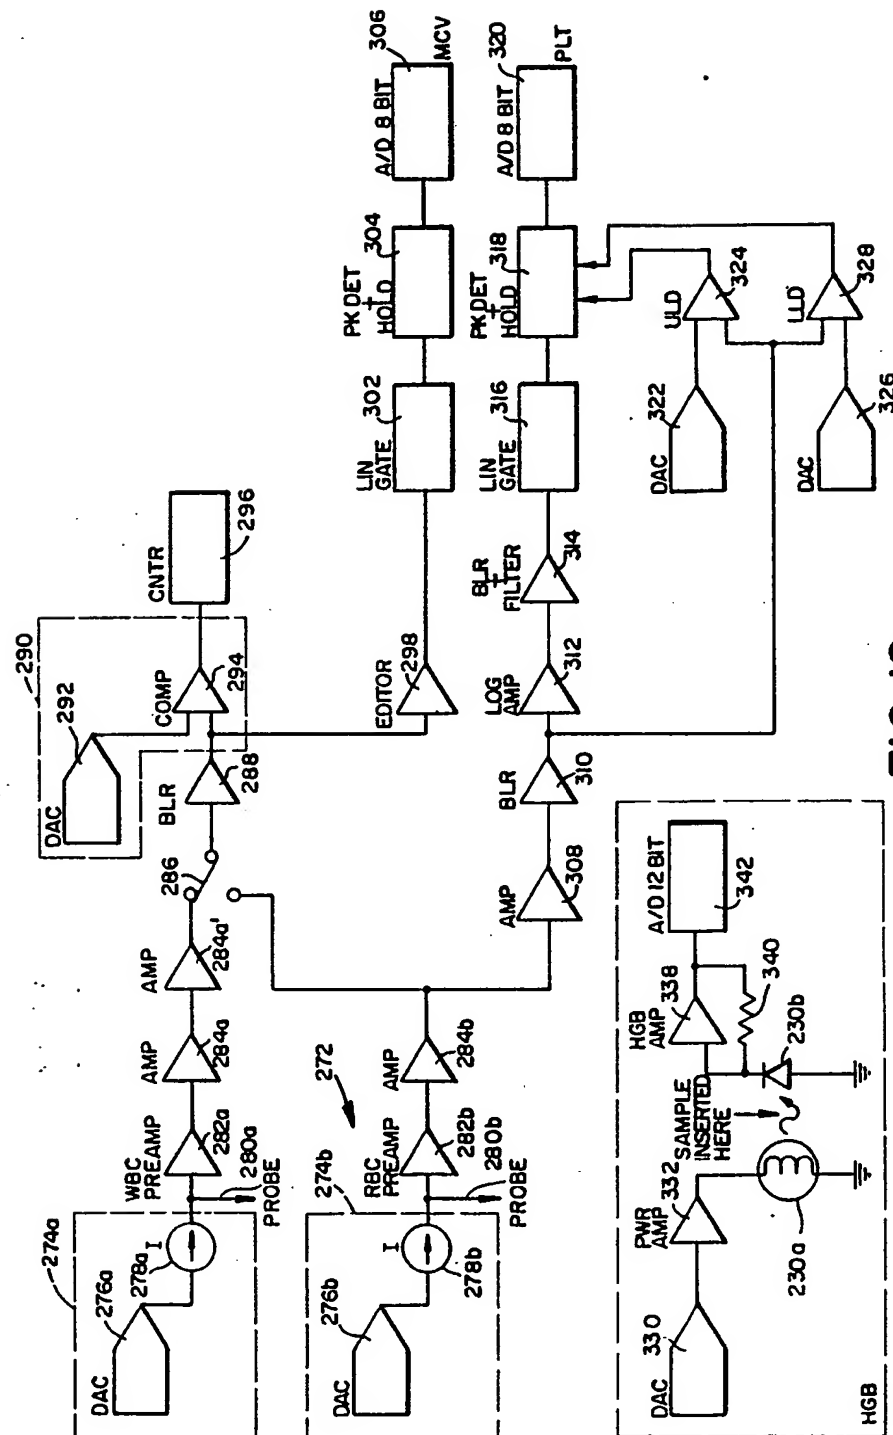 274a
276a
DAC
278a
I
280a
PROBE
WBC
PREAMP
282a
AMP
284a
AMP
284a'
286
BLR
288
290
292
DAC
COMP
294
CNTR
296
EDITOR
298
LIN
GATE
302
PK DET
+
HOLD
304
A/D 8 BIT
306
MCV
272
274b
276b
DAC
278b
I
280b
PROBE
RBC
PREAMP
282b
AMP
284b
AMP
308
BLR
310
LOG
AMP
312
BLR
+
FILTER
314
LIN
GATE
316
PK DET
+
HOLD
318
A/D 8 BIT
320
PLT
322
DAC
ULD
324
326
DAC
LLD
328
HGB
330
DAC
PWR
AMP
332
230a
SAMPLE
INSERTED
HERE
230b
HGB
AMP
338
340
A/D 12 BIT
342